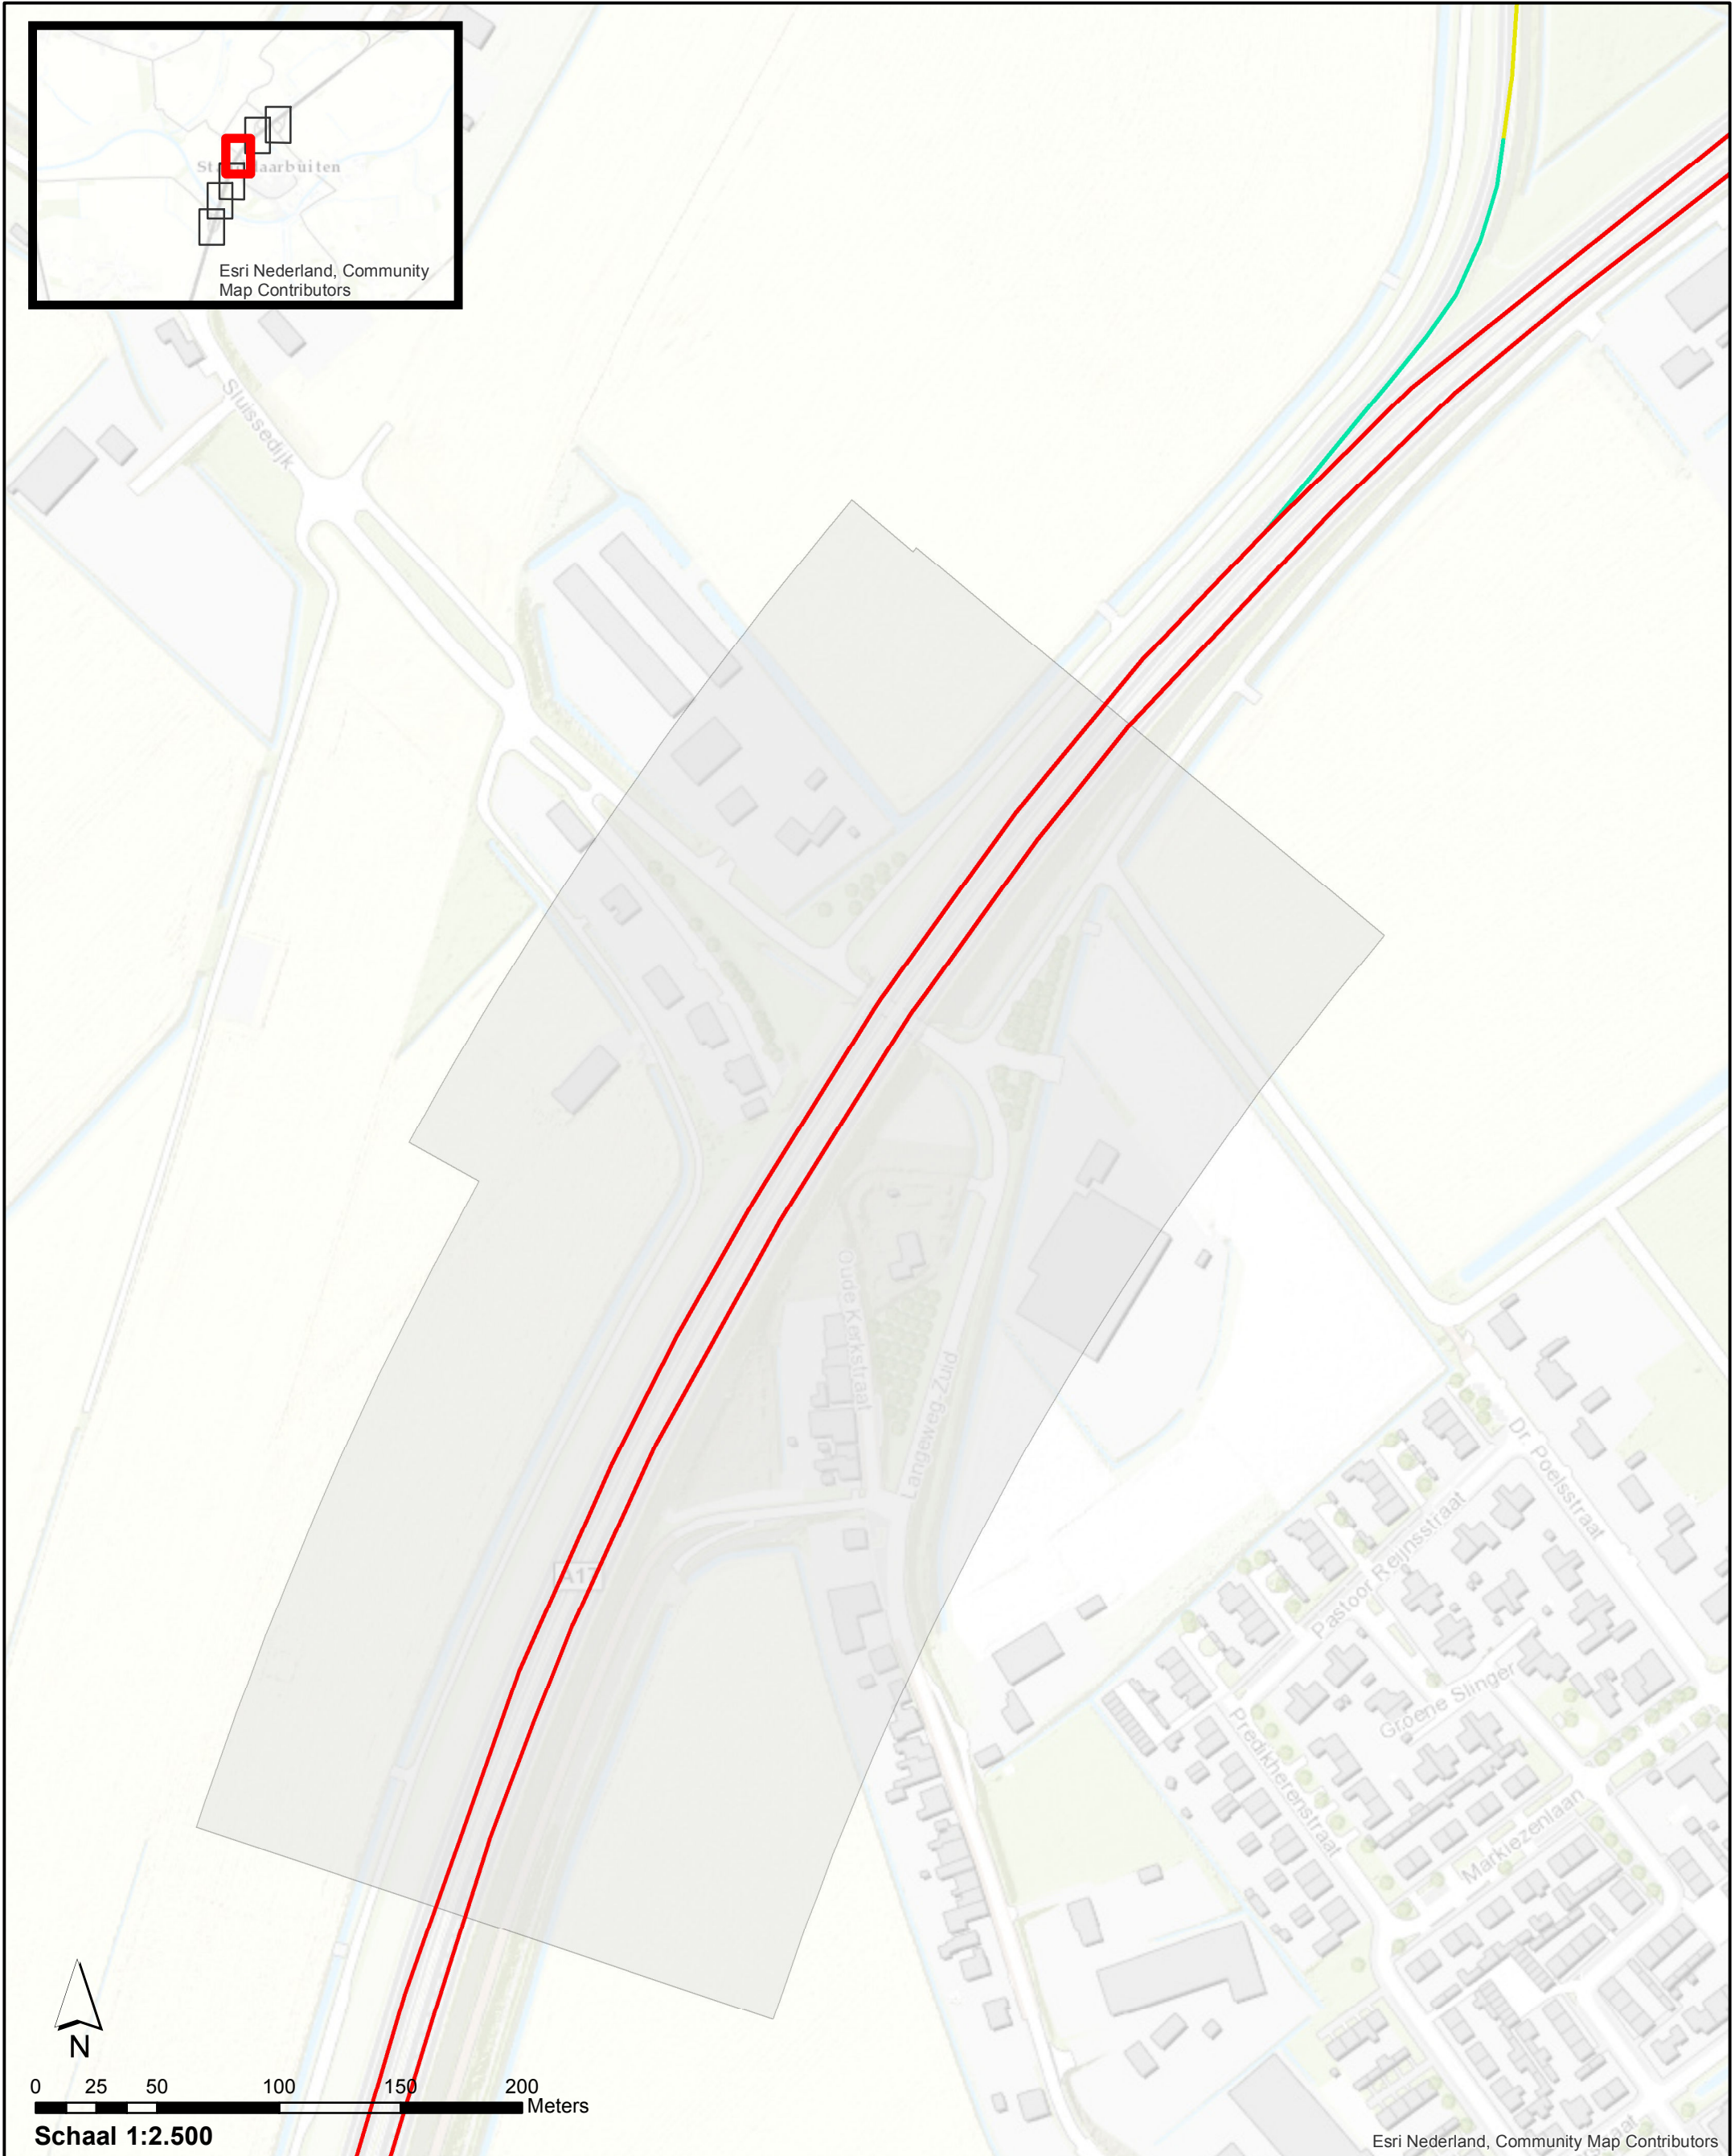 Esri Nederland, Community
Map Contributors
Sluissedijk
Oude Kerkstraat
Langeweg-Zuid
Dr Poelsstraat
Pastoor Reijnsstraat
Groene Slinger
Predikherenstraat
Markiezenlaan
N
0 25 50 100 150 200
Meters
Schaal 1:2.500
Esri Nederland, Community Map Contributors